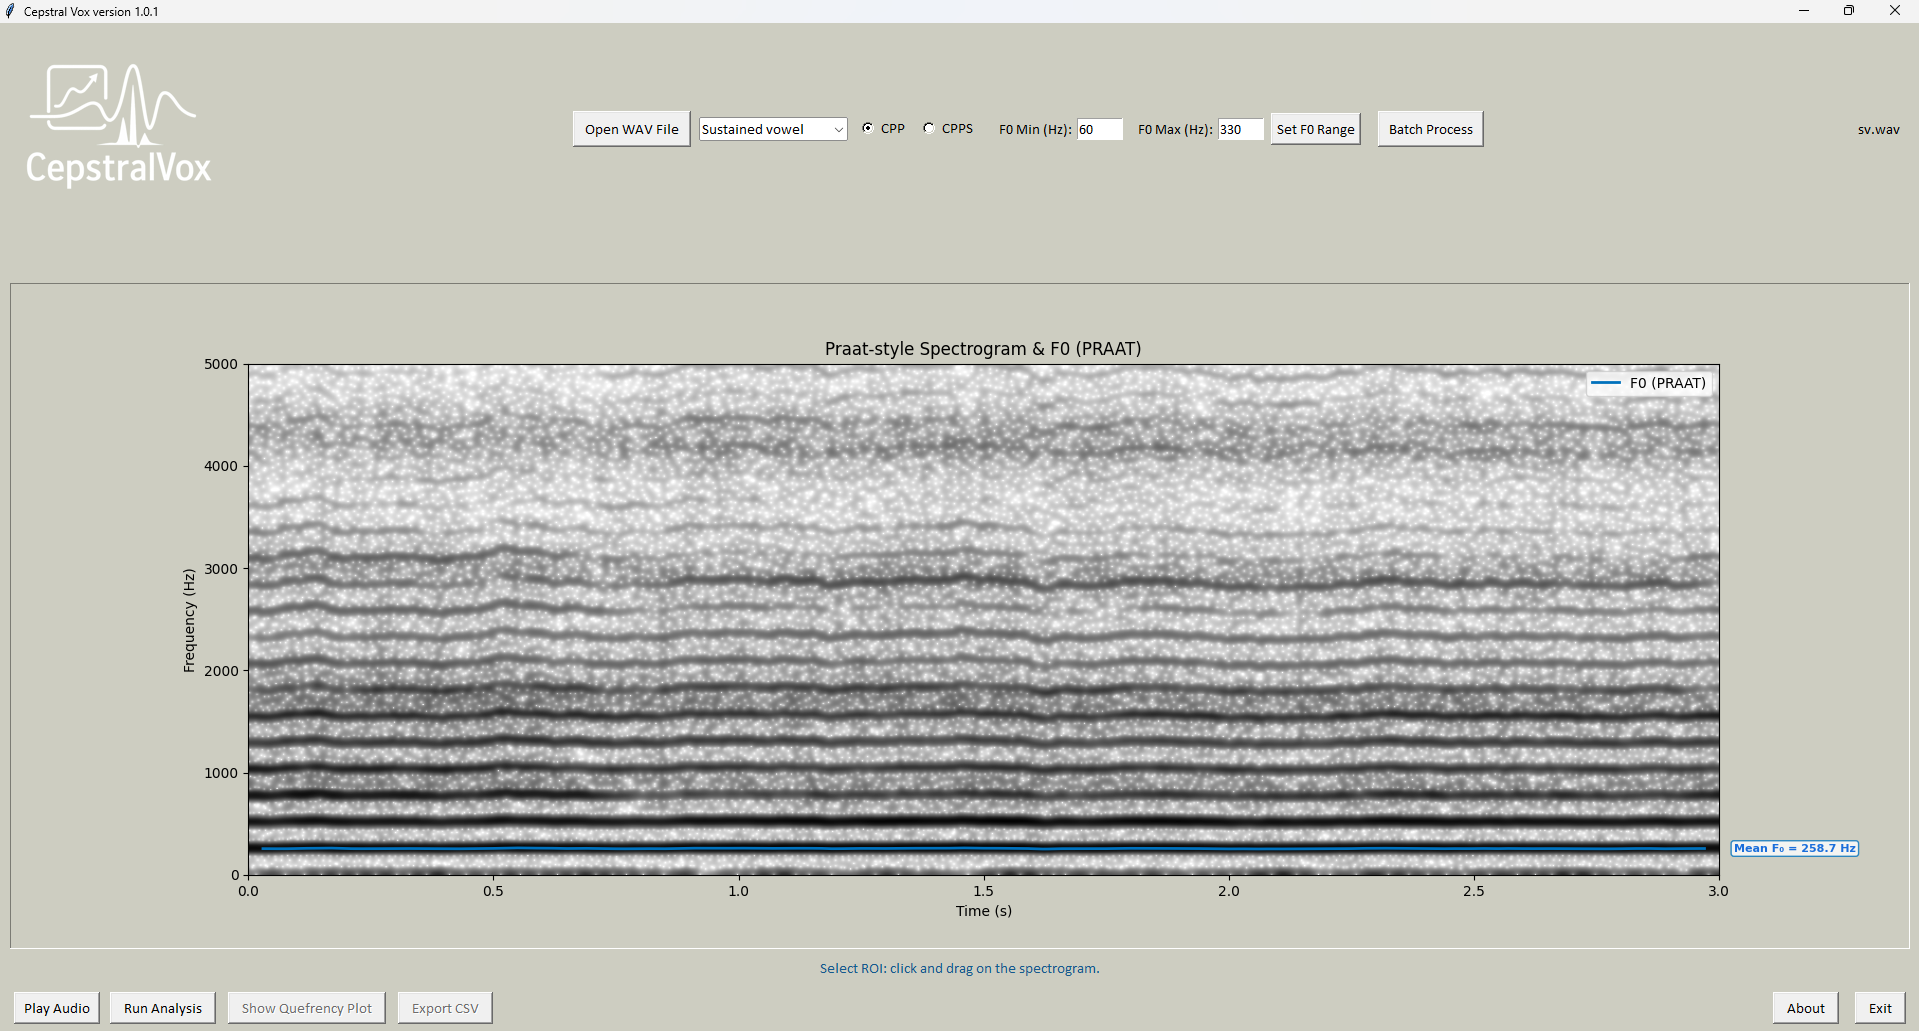 Cepstral Vox version 1.0.1
CepstralVox
Open WAV File Sustained vowel CPP CPPS F0 Min (Hz): 60 F0 Max (Hz): 330 Set F0 Range Batch Process sv.wav
Praat-style Spectrogram & F0 (PRAAT)
F0 (PRAAT)
5000
4000
3000
2000
1000
0
Frequency (Hz)
Mean F₀ = 258.7 Hz
0.0 0.5 1.0 1.5 2.0 2.5 3.0
Time (s)
Select ROI: click and drag on the spectrogram.
Play Audio Run Analysis Show Quefrency Plot Export CSV About Exit